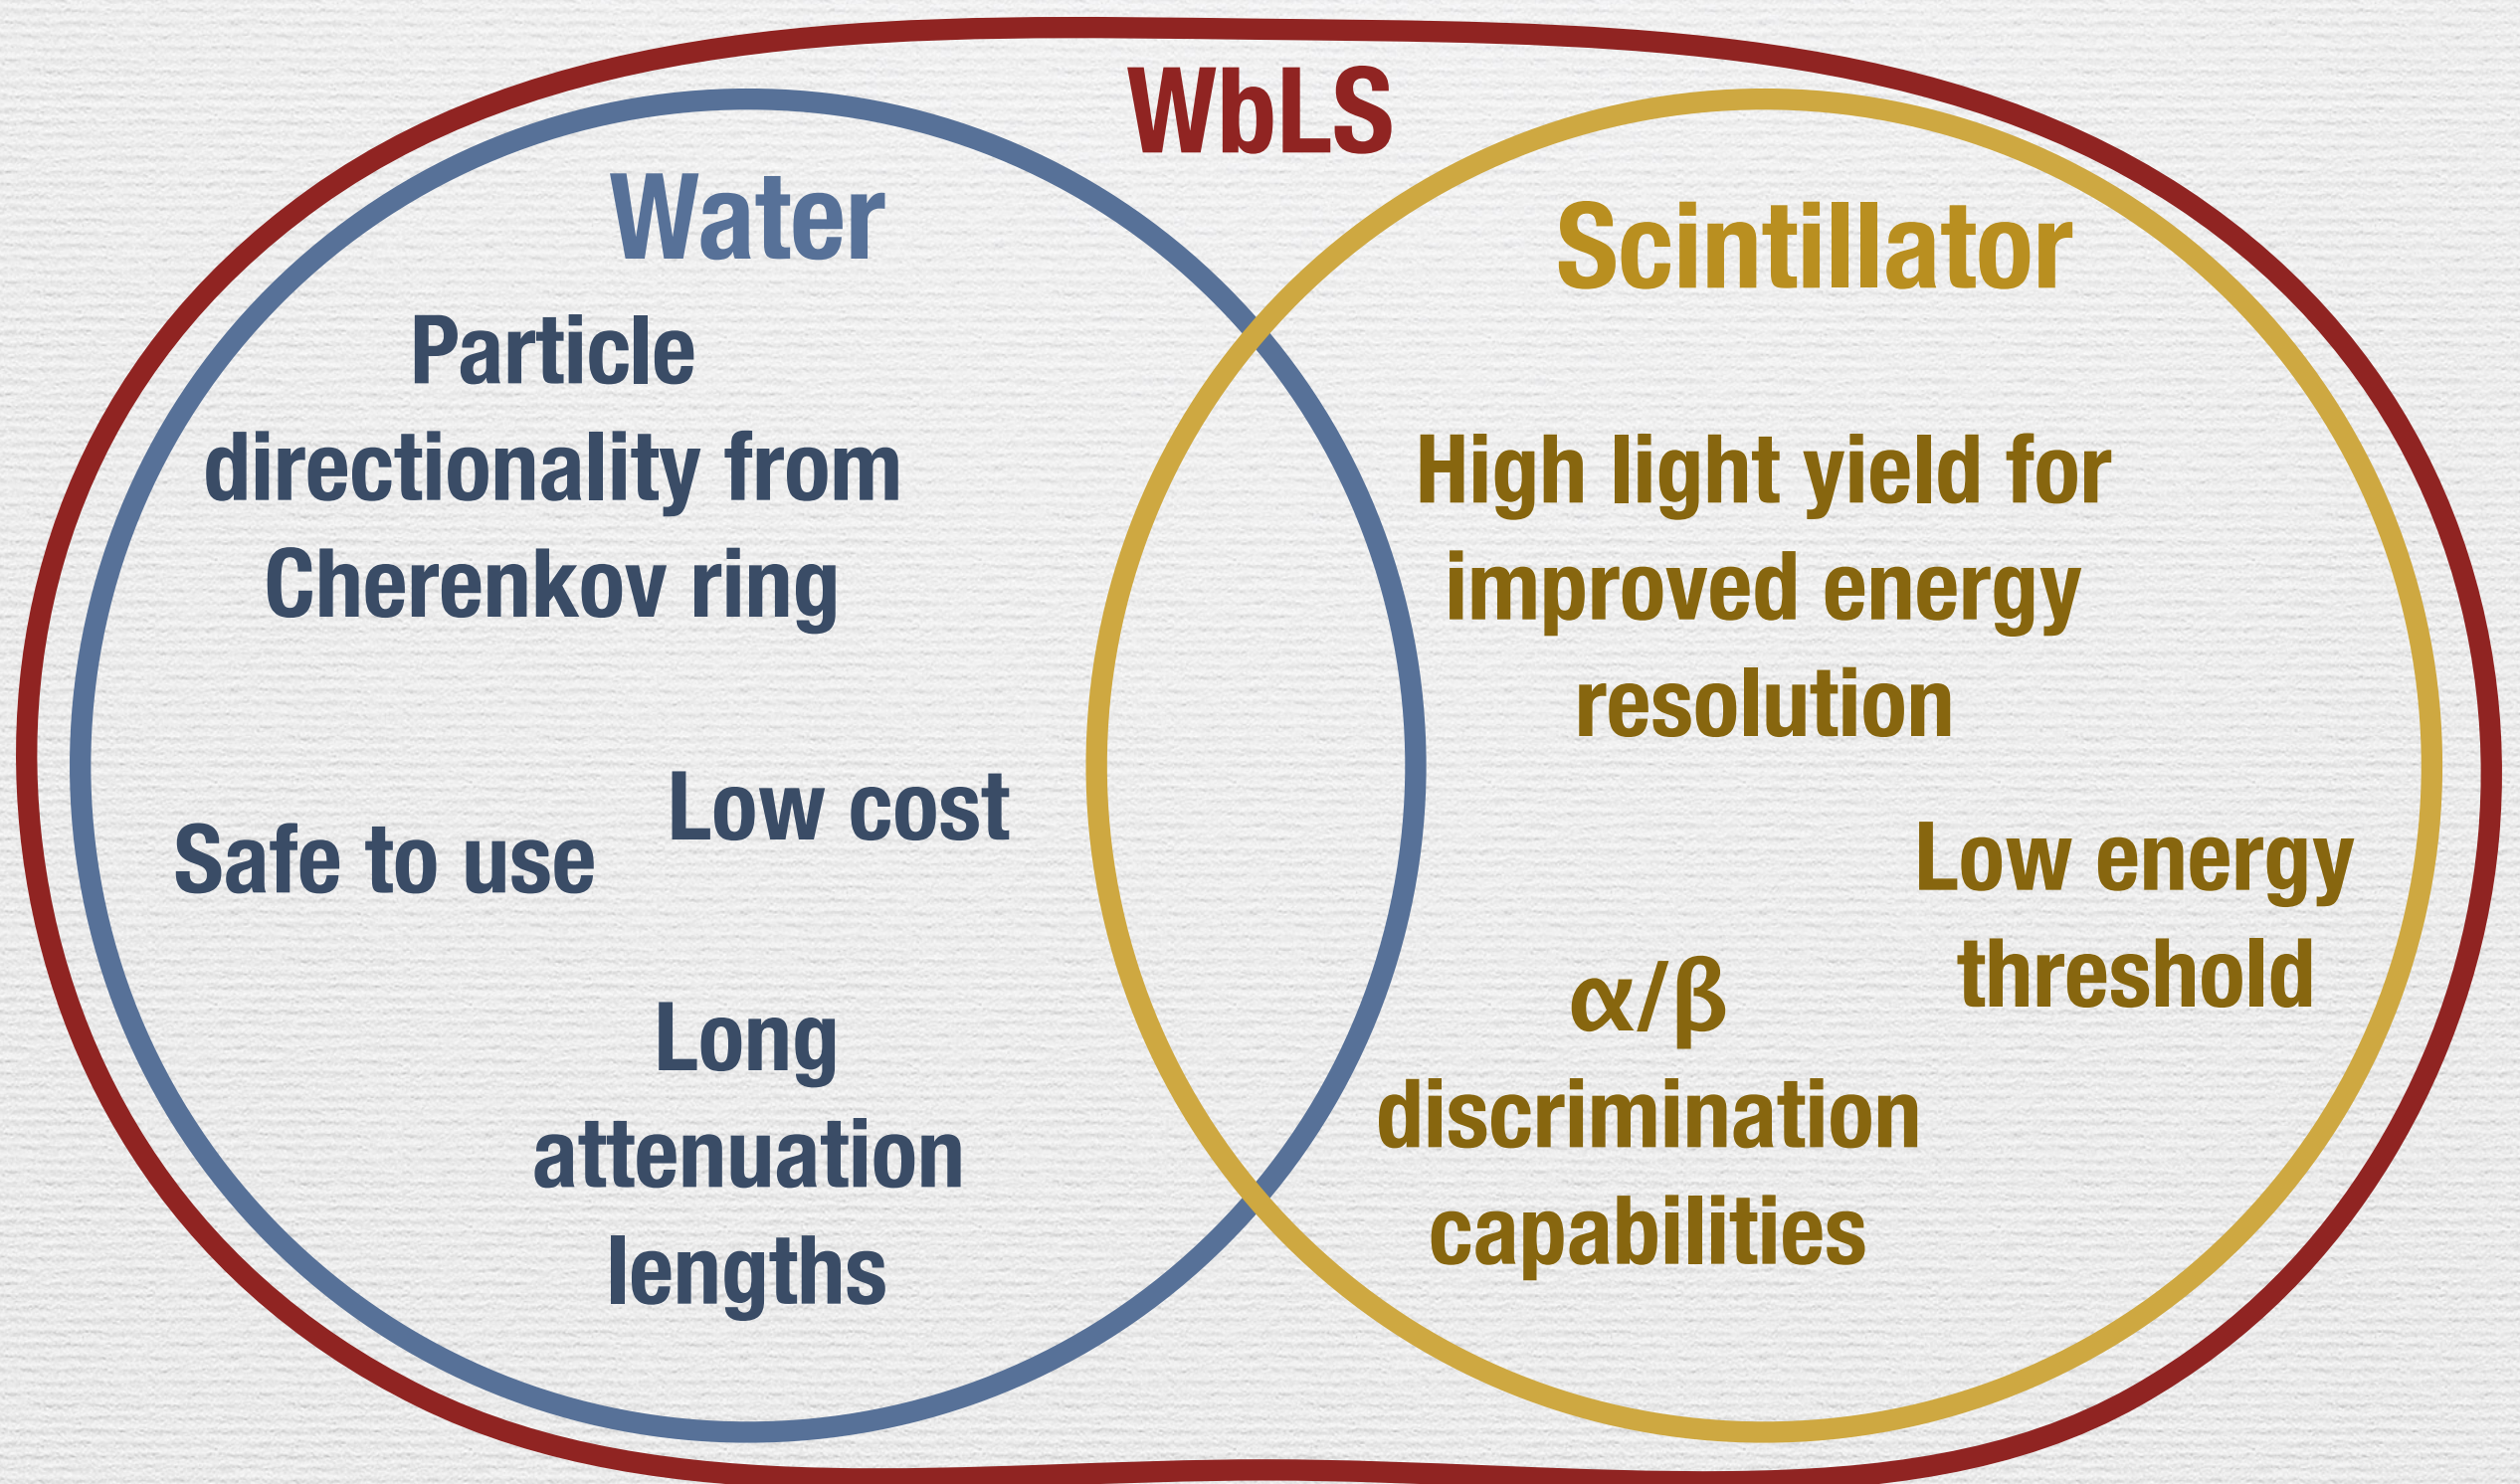 WbLS
Water
Particle
directionality from
Cherenkov ring
Low cost
Safe to use
Long
attenuation
lengths
Scintillator
High light yield for
improved energy
resolution
Low energy
threshold
α/β
discrimination
capabilities